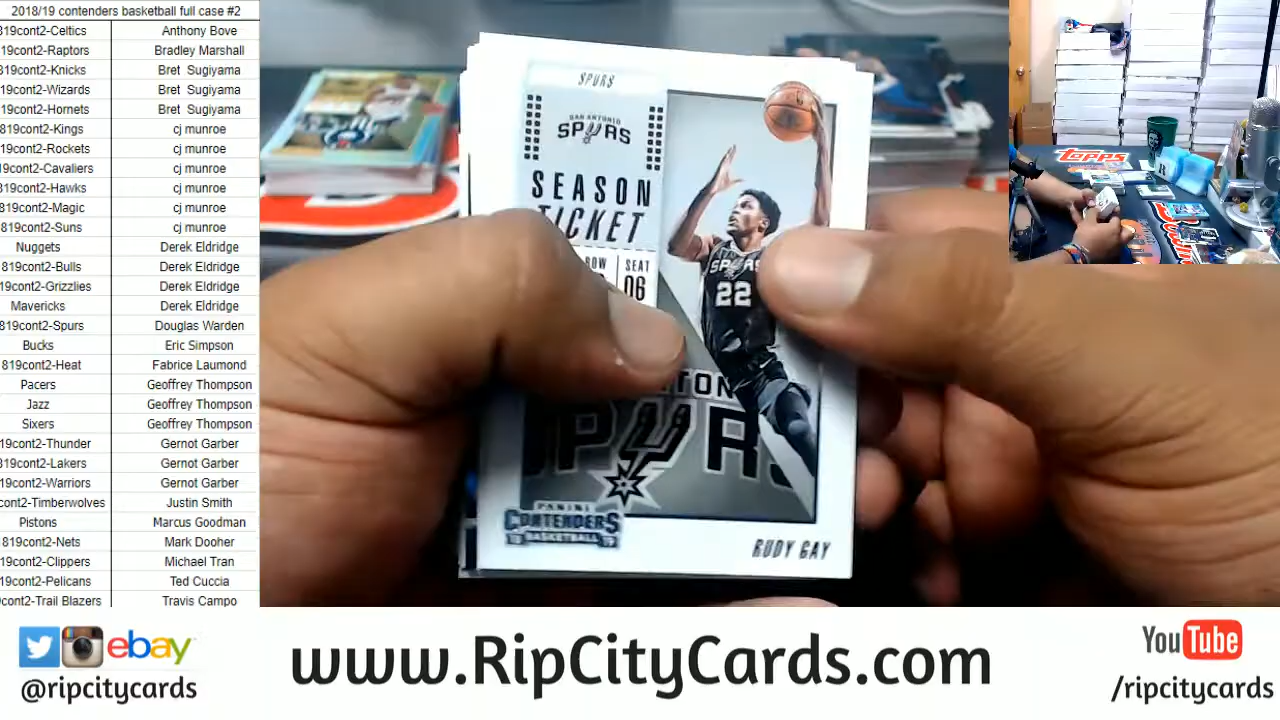 2018/19 contenders basketball full case #2
819cont2-Celtics Anthony Bove
19cont2-Raptors Bradley Marshall
19cont2-Knicks Bret Sugiyama
19cont2-Wizards Bret Sugiyama
19cont2-Hornets Bret Sugiyama
819cont2-Kings cj munroe
819cont2-Rockets cj munroe
9cont2-Cavaliers cj munroe
819cont2-Hawks cj munroe
819cont2-Magic cj munroe
819cont2-Suns cj munroe
Nuggets Derek Eldridge
819cont2-Bulls Derek Eldridge
19cont2-Grizzlies Derek Eldridge
Mavericks Derek Eldridge
819cont2-Spurs Douglas Warden
Bucks Eric Simpson
819cont2-Heat Fabrice Laumond
Pacers Geoffrey Thompson
Jazz Geoffrey Thompson
Sixers Geoffrey Thompson
19cont2-Thunder Gernot Garber
819cont2-Lakers Gernot Garber
19cont2-Warriors Gernot Garber
cont2-Timberwolves Justin Smith
Pistons Marcus Goodman
819cont2-Nets Mark Dooher
19cont2-Clippers Michael Tran
19cont2-Pelicans Ted Cuccia
9cont2-Trail Blazers Travis Campo
SPURS
SAN ANTONIO
SPURS
SEASON
TICKET
ROW
SEAT
06
SPURS
22
PANINI
CONTENDERS
BASKETBALL
RUDY GAY
topps
ebay
@ripcitycards
www.RipCityCards.com
YouTube
/ripcitycards